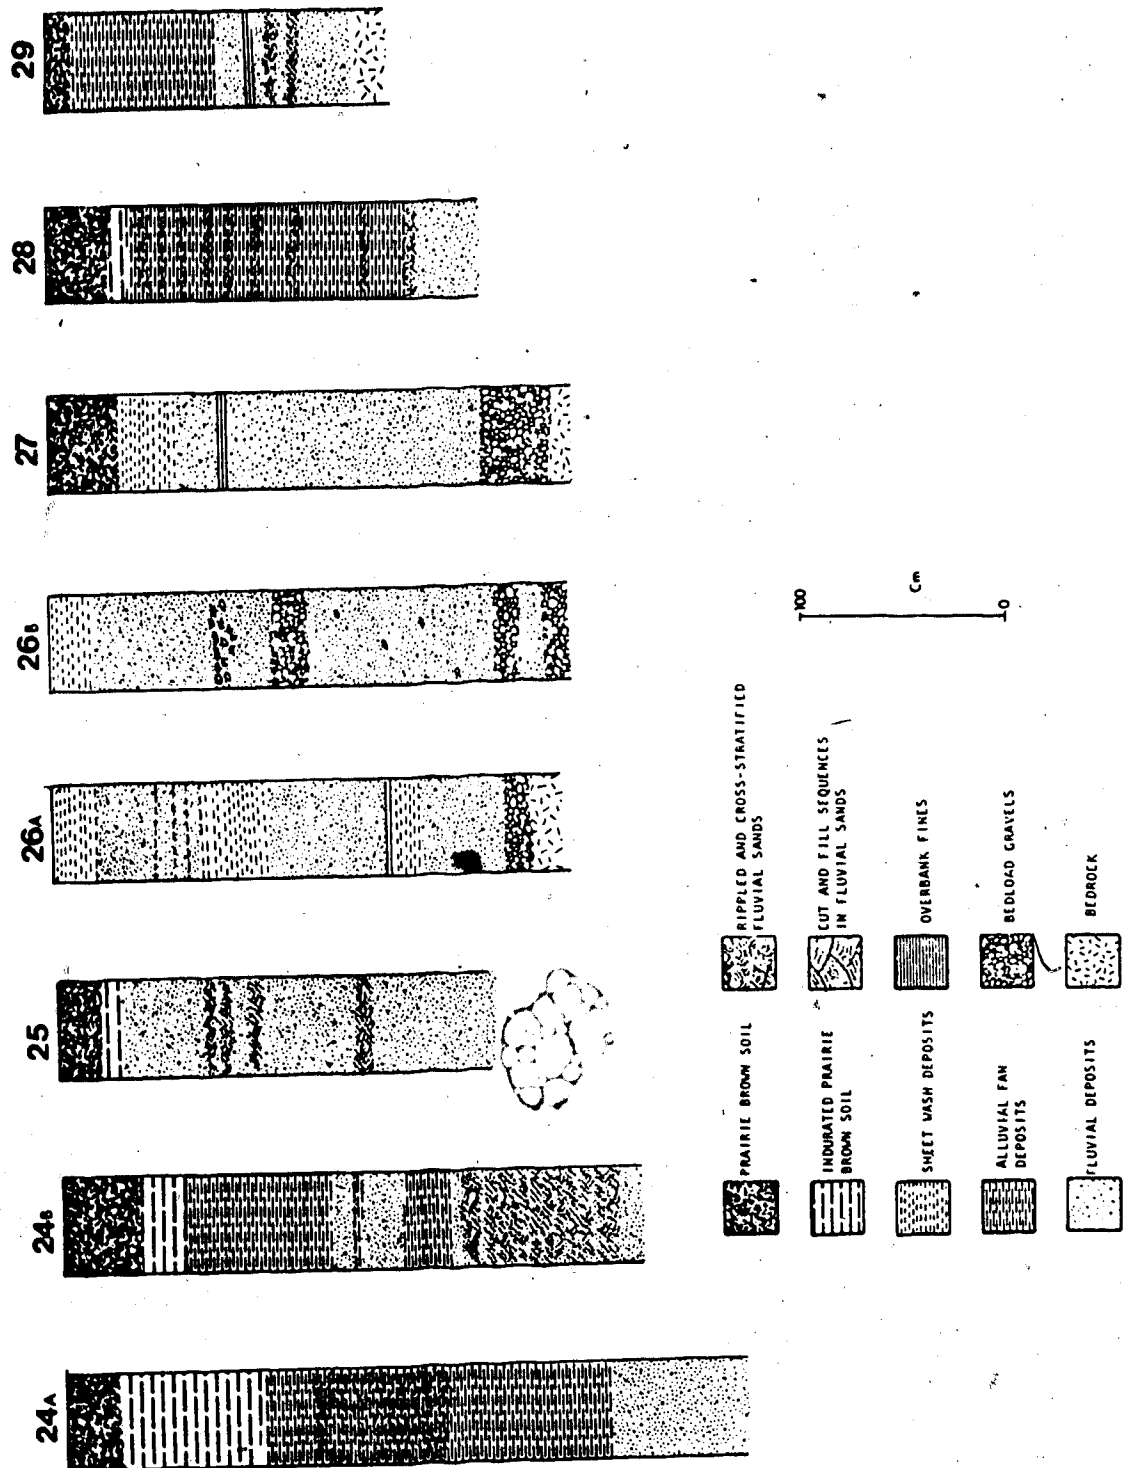 24A
24B
25
26A
26B
27
28
29
PRAIRIE BROWN SOIL
INDURATED PRAIRIE
BROWN SOIL
SHEET WASH DEPOSITS
ALLUVIAL FAN
DEPOSITS
FLUVIAL DEPOSITS
RIPPLED AND CROSS-STRATIFIED
FLUVIAL SANDS
CUT AND FILL SEQUENCES
IN FLUVIAL SANDS
OVERBANK FINES
BEDLOAD GRAVELS
BEDROCK
100
Cm
0